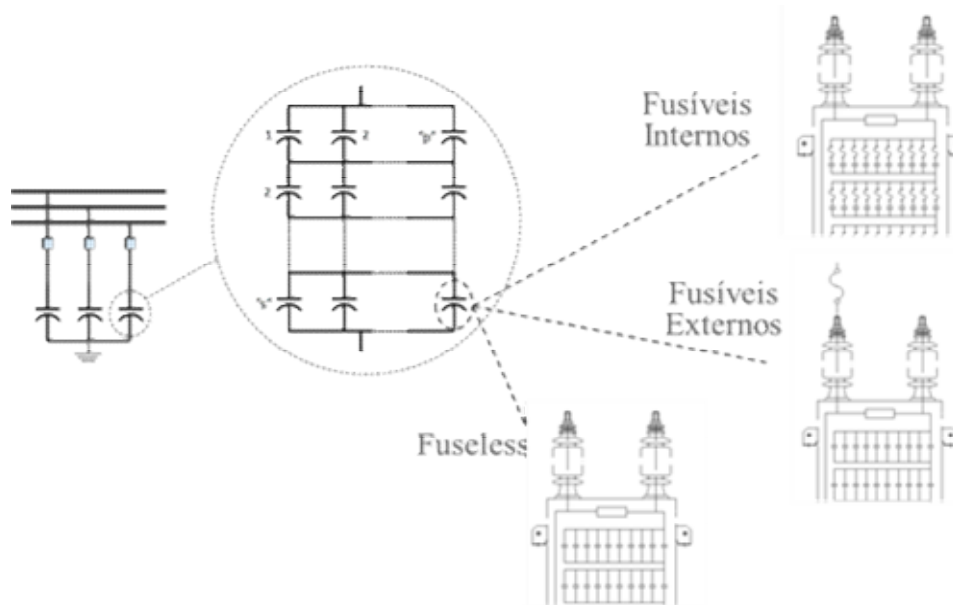 Fusíveis
Internos
1
2
"p"
2
"s"
Fusíveis
Externos
Fuseless